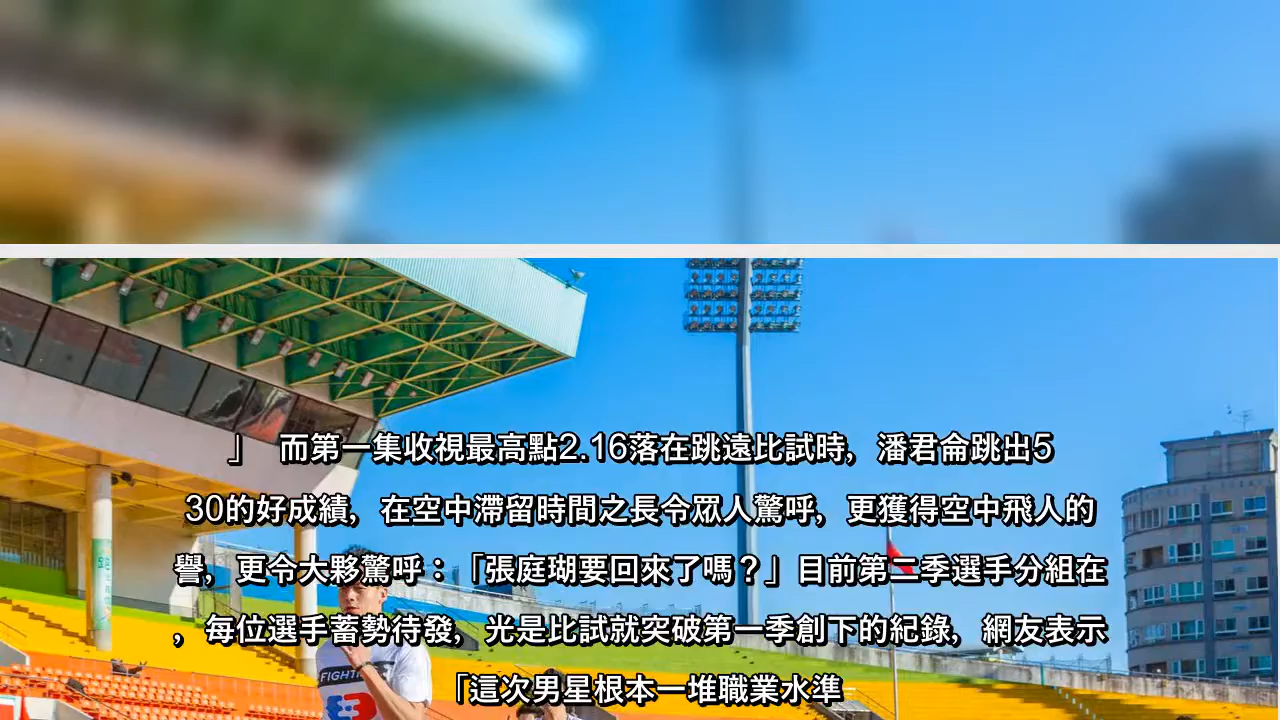 」 而第一集收視最高點2.16落在跳遠比試時，潘君侖跳出5
30的好成績，在空中滯留時間之長令眾人驚呼，更獲得空中飛人的
譽，更令大夥驚呼：「張庭瑚要回來了嗎？」目前第二季選手分組在
，每位選手蓄勢待發，光是比試就突破第一季創下的紀錄，網友表示
「這次男星根本一堆職業水準
FIGHT